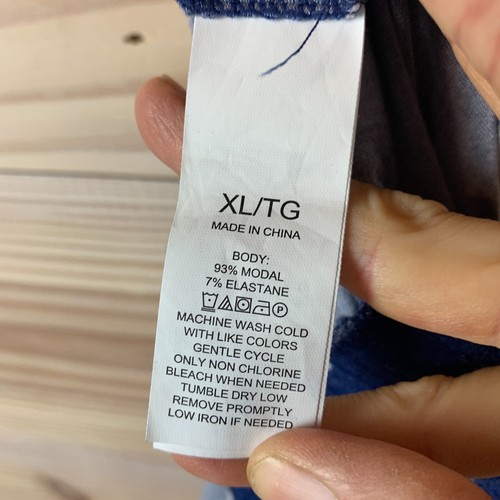 XL/TG
MADE IN CHINA
BODY:
93% MODAL
7% ELASTANE
MACHINE WASH COLD
WITH LIKE COLORS
GENTLE CYCLE
ONLY NON CHLORINE
BLEACH WHEN NEEDED
TUMBLE DRY LOW
REMOVE PROMPTLY
LOW IRON IF NEEDED